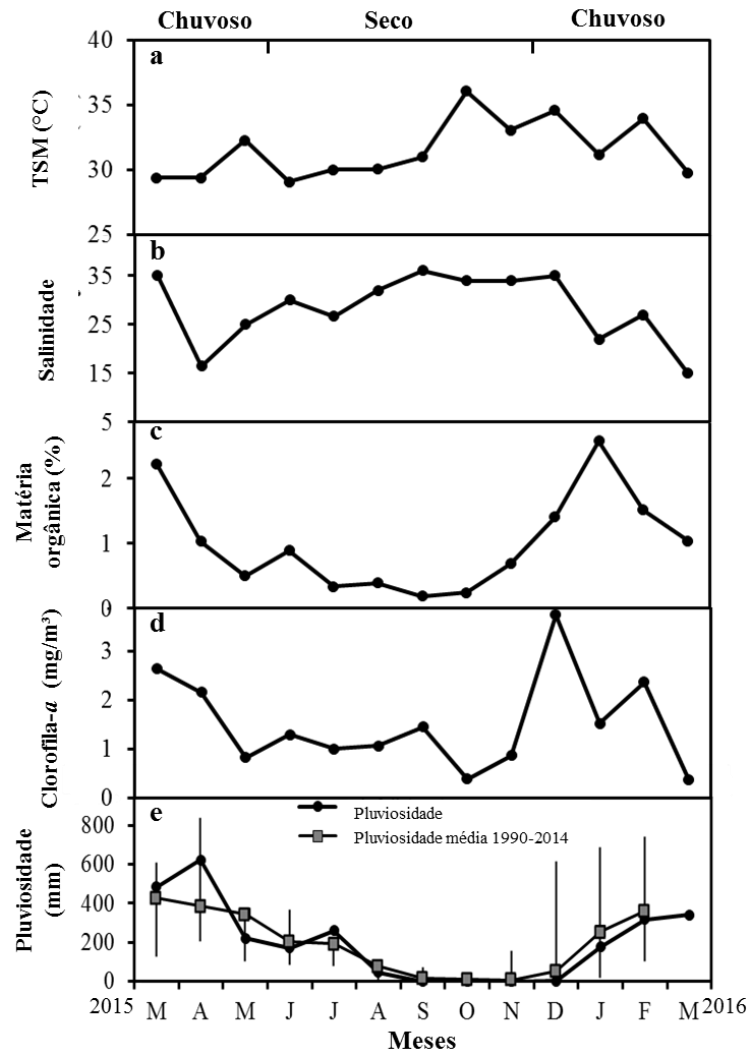 Chuvoso Seco Chuvoso
40
a
35
TSM (°C)
30
25
b
35
Salinidade
25
15
5
c
2
Matéria
orgânica (%)
1
0
d
3
Clorofila-a (mg/m³)
2
1
0
e
Pluviosidade
Pluviosidade média 1990-2014
800
600
Pluviosidade
(mm)
400
200
0
2015 M A M J J A S O N D J F M 2016
Meses